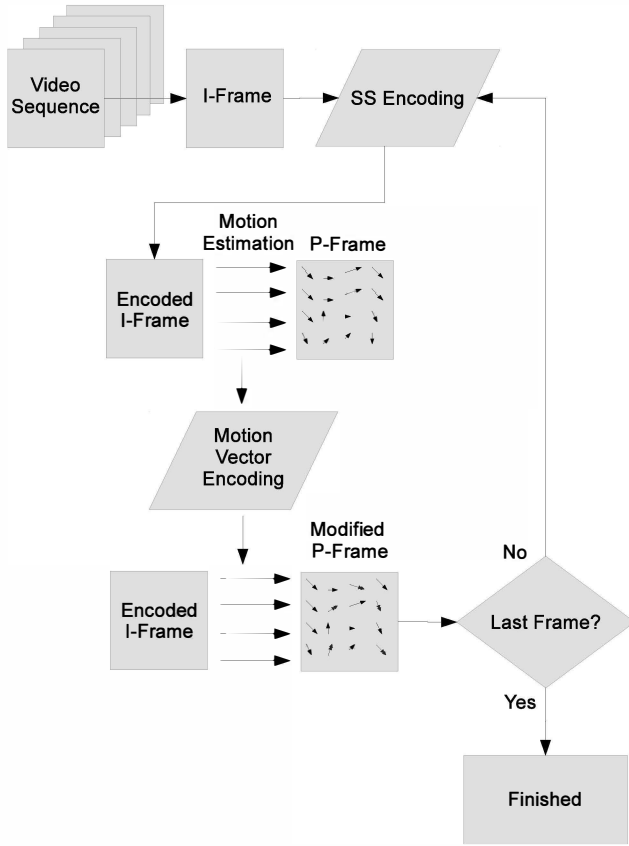 Video
Sequence
I-Frame
SS Encoding
Motion
Estimation
P-Frame
Encoded
I-Frame
Motion
Vector
Encoding
Modified
P-Frame
Encoded
I-Frame
No
Last Frame?
Yes
Finished